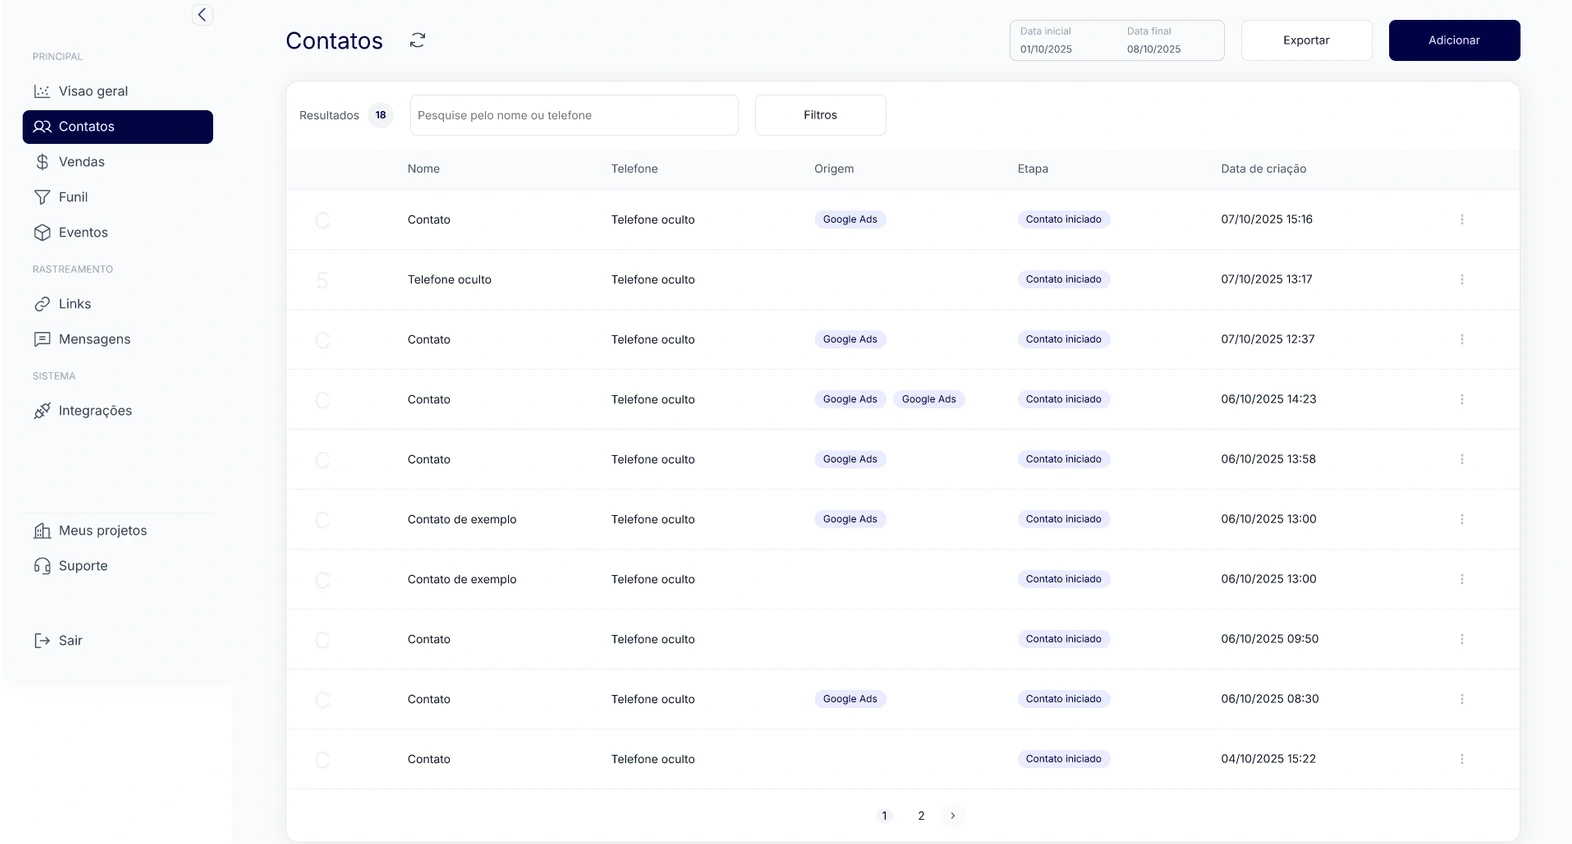 PRINCIPAL
Visao geral
Contatos
Vendas
Funil
Eventos
RASTREAMENTO
Links
Mensagens
SISTEMA
Integrações
Meus projetos
Suporte
Sair
Contatos
Data inicial Data final
01/10/2025 08/10/2025
Exportar
Adicionar
Resultados 18
Pesquise pelo nome ou telefone
Filtros
Nome Telefone Origem Etapa Data de criação
C Contato Telefone oculto Google Ads Contato iniciado 07/10/2025 15:16
5 Telefone oculto Telefone oculto Contato iniciado 07/10/2025 13:17
C Contato Telefone oculto Google Ads Contato iniciado 07/10/2025 12:37
C Contato Telefone oculto Google Ads Google Ads Contato iniciado 06/10/2025 14:23
C Contato Telefone oculto Google Ads Contato iniciado 06/10/2025 13:58
C Contato de exemplo Telefone oculto Google Ads Contato iniciado 06/10/2025 13:00
C Contato de exemplo Telefone oculto Contato iniciado 06/10/2025 13:00
C Contato Telefone oculto Contato iniciado 06/10/2025 09:50
C Contato Telefone oculto Google Ads Contato iniciado 06/10/2025 08:30
C Contato Telefone oculto Contato iniciado 04/10/2025 15:22
1 2